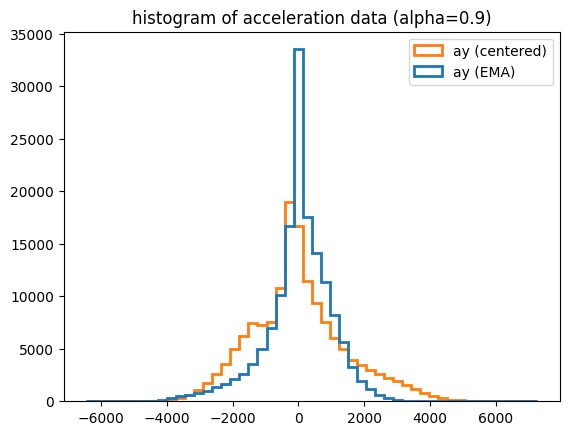 histogram of acceleration data (alpha=0.9)
35000
30000
25000
20000
15000
10000
5000
0
ay (centered)
ay (EMA)
−6000 −4000 −2000 0 2000 4000 6000